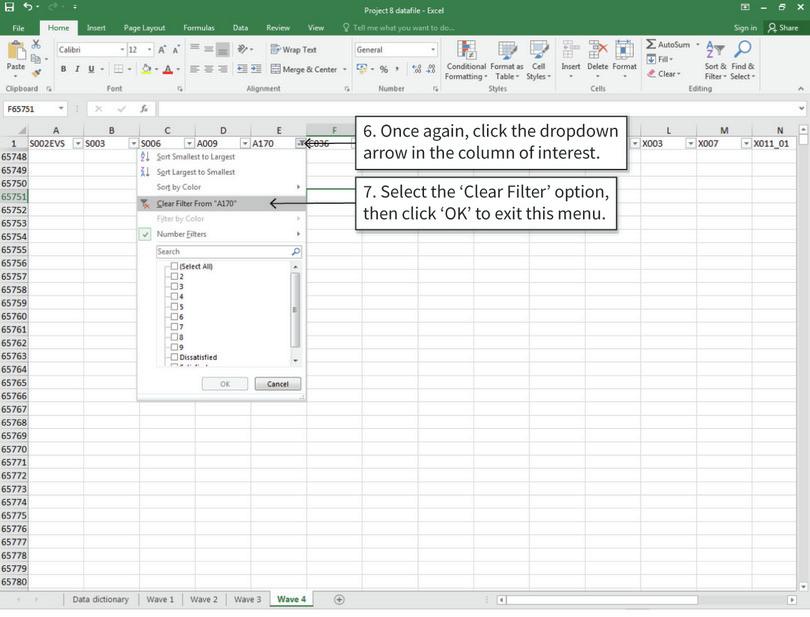 Project 8 datafile - Excel
File Home Insert Page Layout Formulas Data Review View Tell me what you want to do... Sign in Share
Paste Calibri 12 A A Wrap Text General AutoSum
B I U A Merge & Center % , Conditional Formatting Format as Table Cell Styles Insert Delete Format Fill Clear Sort & Filter Find & Select
Clipboard Font Alignment Number Styles Cells Editing
F65751 fx
A B C D E F L M N
1 S002EVS S003 S006 A009 A170 C036 X003 X007 X011_01
6. Once again, click the dropdown
arrow in the column of interest.
7. Select the ‘Clear Filter’ option,
then click ‘OK’ to exit this menu.
Sort Smallest to Largest
Sort Largest to Smallest
Sort by Color
Clear Filter From "A170"
Filter by Color
Number Filters
Search
(Select All)
2
3
4
5
6
7
8
9
Dissatisfied
OK Cancel
65748
65749
65750
65751
65752
65753
65754
65755
65756
65757
65758
65759
65760
65761
65762
65763
65764
65765
65766
65767
65768
65769
65770
65771
65772
65773
65774
65775
65776
65777
65778
65779
65780
Data dictionary Wave 1 Wave 2 Wave 3 Wave 4